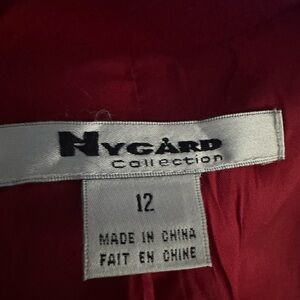 NYGÅRD
Collection
12
MADE IN CHINA
FAIT EN CHINE